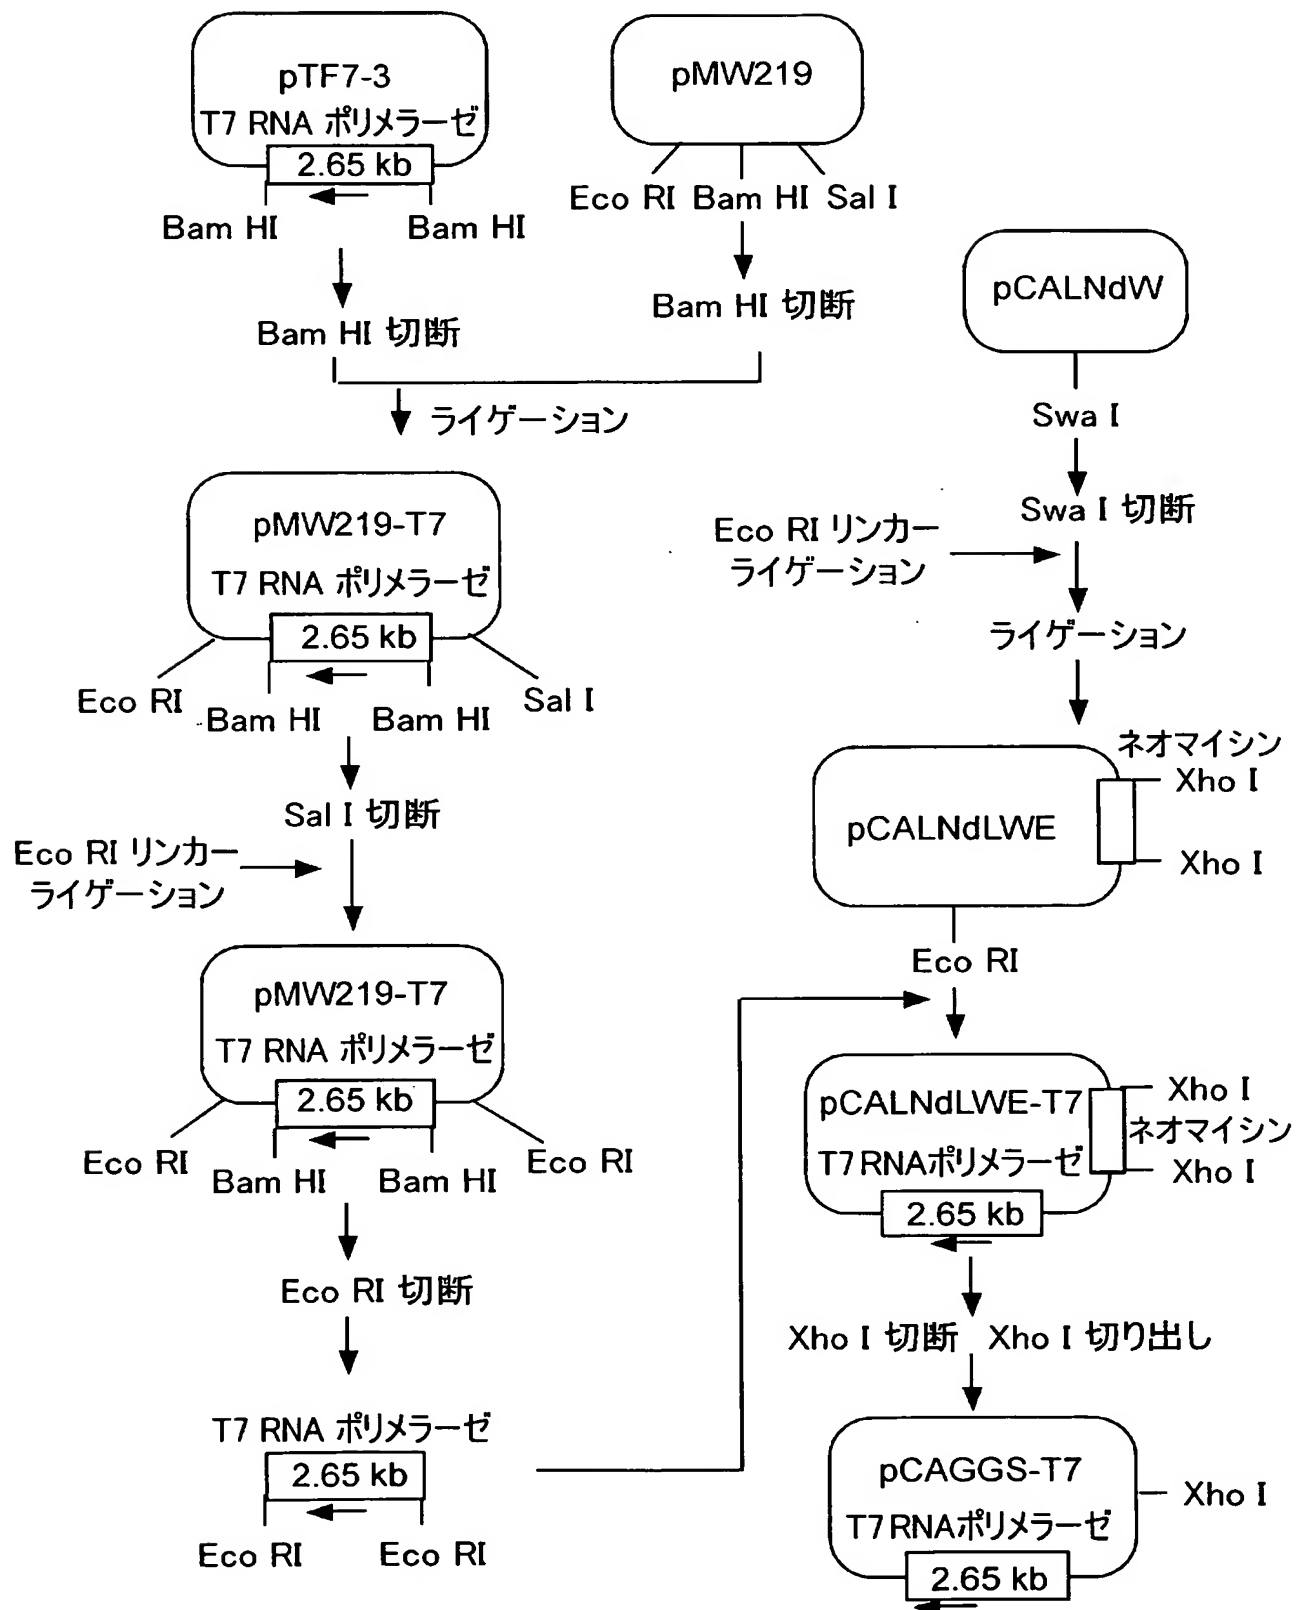 pTF7-3
T7 RNA ポリメラーゼ
2.65 kb
Bam HI
Bam HI
Bam HI 切断
pMW219
Eco RI Bam HI Sal I
Bam HI 切断
ライゲーション
pMW219-T7
T7 RNA ポリメラーゼ
2.65 kb
Eco RI
Bam HI
Bam HI
Sal I
Sal I 切断
Eco RI リンカー
ライゲーション
pMW219-T7
T7 RNA ポリメラーゼ
2.65 kb
Eco RI
Bam HI
Bam HI
Eco RI
Eco RI 切断
T7 RNA ポリメラーゼ
2.65 kb
Eco RI
Eco RI
pCALNdW
Swa I
Swa I 切断
Eco RI リンカー
ライゲーション
ライゲーション
ネオマイシン
Xho I
pCALNdLWE
Xho I
Eco RI
pCALNdLWE-T7
T7RNAポリメラーゼ
2.65 kb
Xho I
ネオマイシン
Xho I
Xho I 切断
Xho I 切り出し
pCAGGS-T7
T7RNAポリメラーゼ
2.65 kb
Xho I